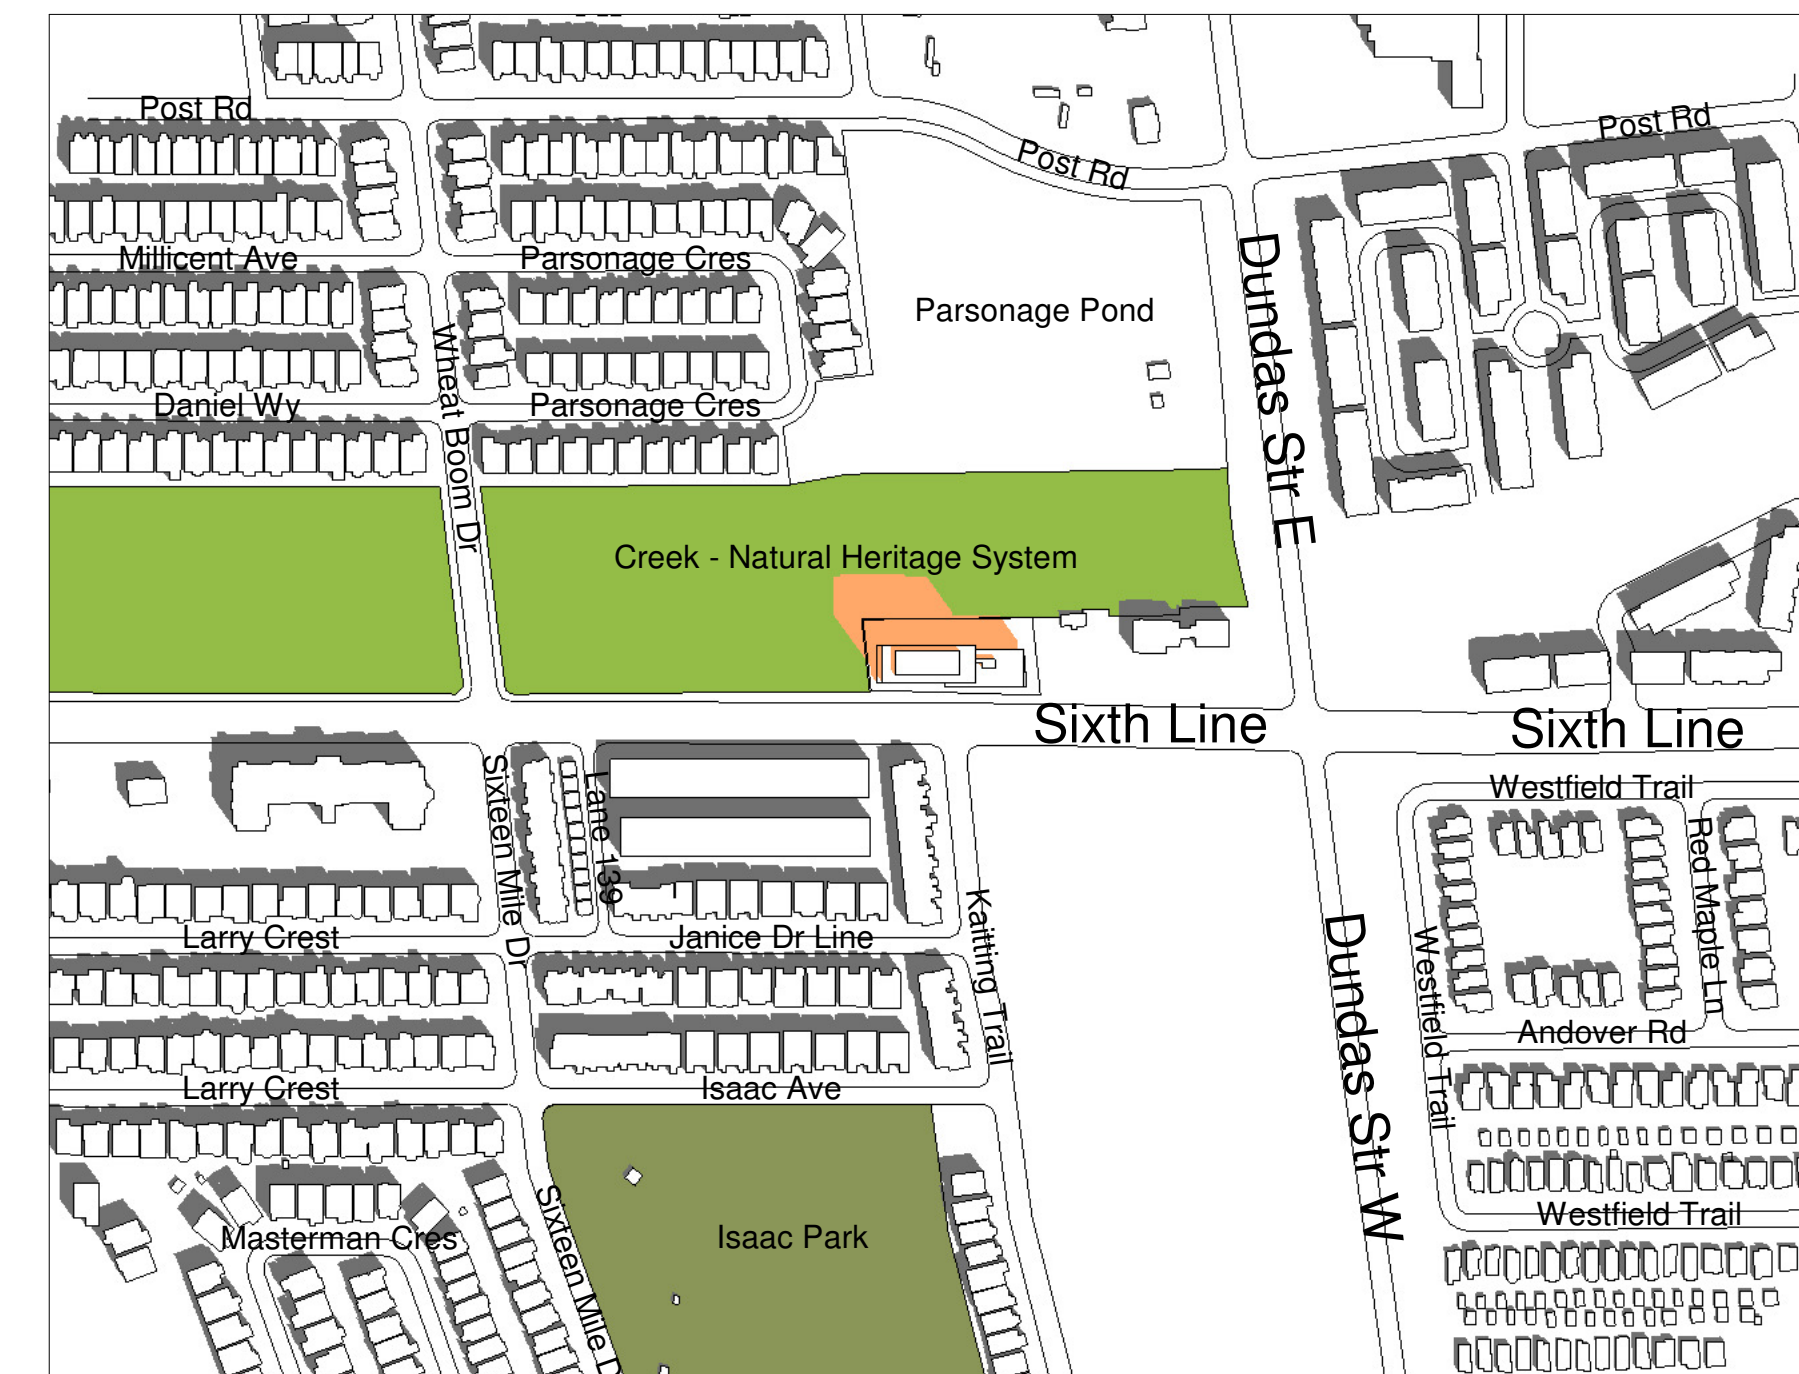 Post Rd
Post Rd
Post Rd
Millicent Ave
Parsonage Cres
Dundas Str E
Parsonage Pond
Wheat Boom Dr
Daniel Wy
Parsonage Cres
Creek - Natural Heritage System
Sixth Line
Sixth Line
Sixteen Mile Dr
Lane 139
Westfield Trail
Red Maple Ln
Larry Crest
Janice Dr Line
Kaitting Trail
Dundas Str W
Westfield Trail
Andover Rd
Larry Crest
Isaac Ave
Sixteen Mile D
Masterman Cres
Isaac Park
Westfield Trail